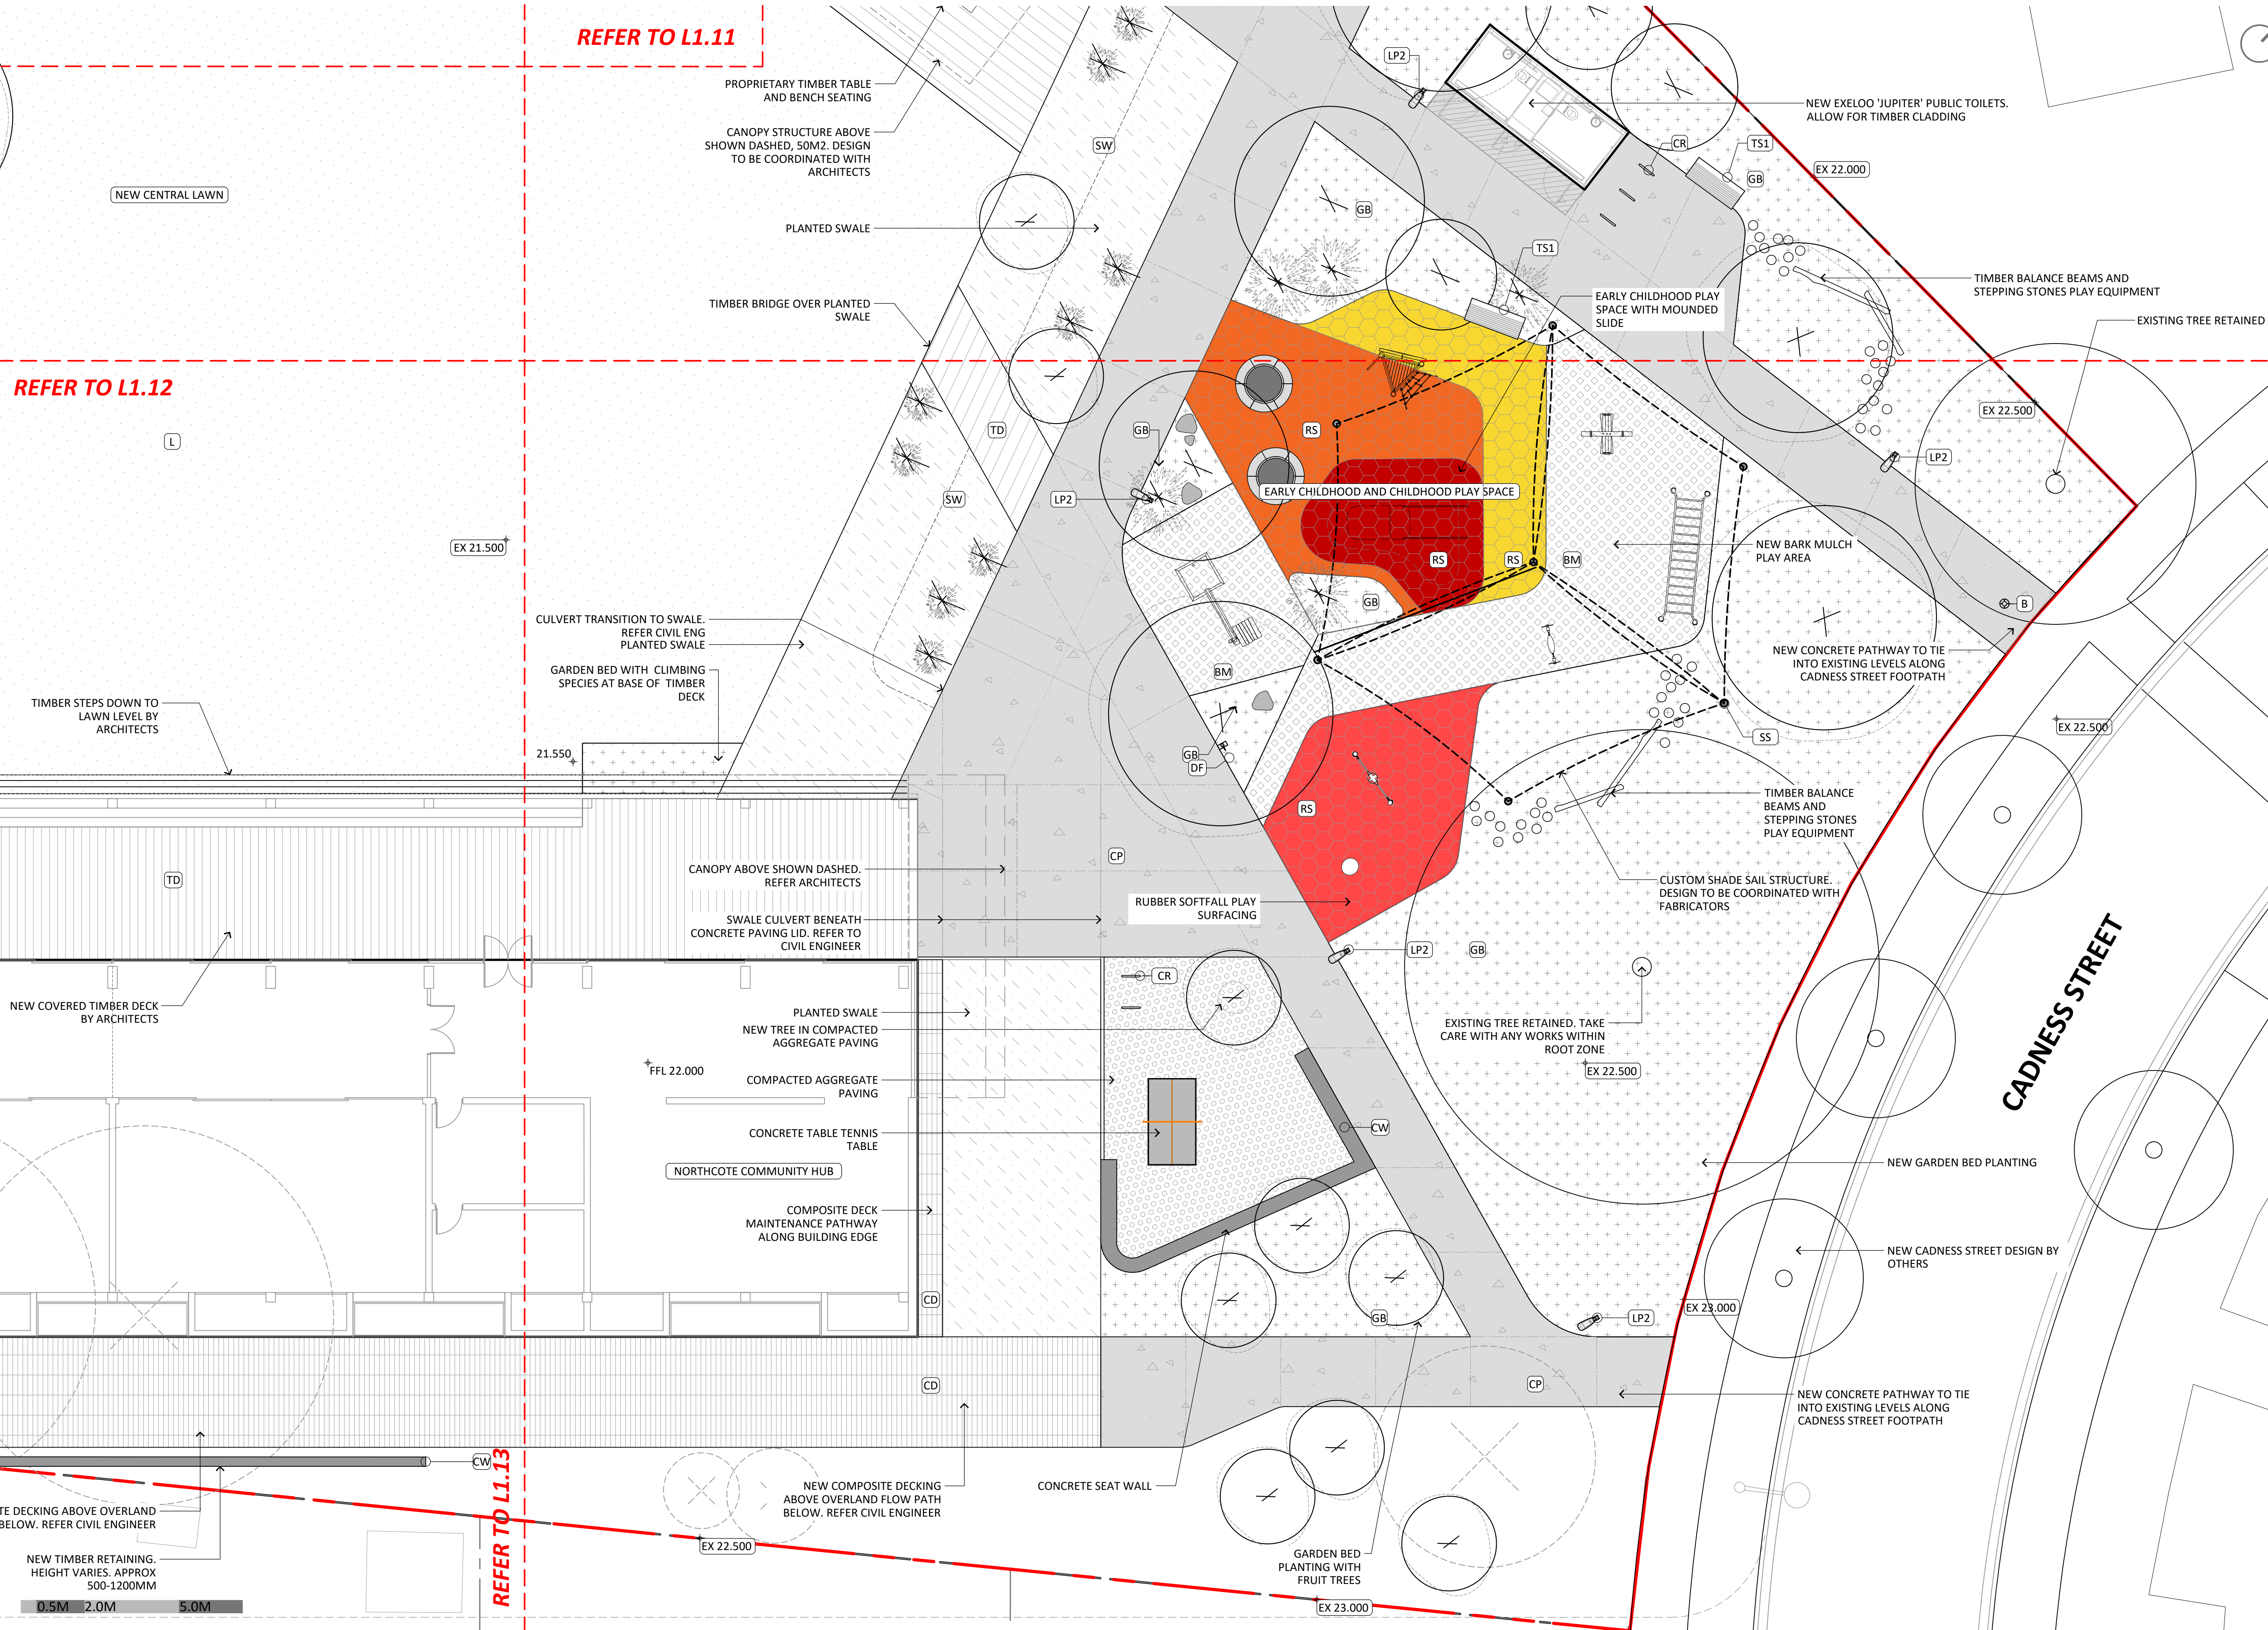 REFER TO L1.11
PROPRIETARY TIMBER TABLE
AND BENCH SEATING
CANOPY STRUCTURE ABOVE
SHOWN DASHED, 50M2. DESIGN
TO BE COORDINATED WITH
ARCHITECTS
NEW CENTRAL LAWN
PLANTED SWALE
TIMBER BRIDGE OVER PLANTED
SWALE
SW
LP2
NEW EXELOO 'JUPITER' PUBLIC TOILETS.
ALLOW FOR TIMBER CLADDING
CR
TS1
EX 22.000
GB
GB
TS1
EARLY CHILDHOOD PLAY
SPACE WITH MOUNDED
SLIDE
TIMBER BALANCE BEAMS AND
STEPPING STONES PLAY EQUIPMENT
EXISTING TREE RETAINED
REFER TO L1.12
L
EX 21.500
TD
SW
GB
LP2
RS
EARLY CHILDHOOD AND CHILDHOOD PLAY SPACE
RS
RS
BM
EX 22.500
LP2
NEW BARK MULCH
PLAY AREA
B
GB
BM
CULVERT TRANSITION TO SWALE.
REFER CIVIL ENG
PLANTED SWALE
GARDEN BED WITH CLIMBING
SPECIES AT BASE OF TIMBER
DECK
TIMBER STEPS DOWN TO
LAWN LEVEL BY
ARCHITECTS
21.550
NEW CONCRETE PATHWAY TO TIE
INTO EXISTING LEVELS ALONG
CADNESS STREET FOOTPATH
EX 22.500
SS
GB
DF
RS
TIMBER BALANCE
BEAMS AND
STEPPING STONES
PLAY EQUIPMENT
CUSTOM SHADE SAIL STRUCTURE.
DESIGN TO BE COORDINATED WITH
FABRICATORS
TD
CP
CANOPY ABOVE SHOWN DASHED.
REFER ARCHITECTS
SWALE CULVERT BENEATH
CONCRETE PAVING LID. REFER TO
CIVIL ENGINEER
RUBBER SOFTFALL PLAY
SURFACING
LP2
GB
CADNESS STREET
NEW COVERED TIMBER DECK
BY ARCHITECTS
CR
PLANTED SWALE
NEW TREE IN COMPACTED
AGGREGATE PAVING
COMPACTED AGGREGATE
PAVING
CONCRETE TABLE TENNIS
TABLE
FFL 22.000
NORTHCOTE COMMUNITY HUB
COMPOSITE DECK
MAINTENANCE PATHWAY
ALONG BUILDING EDGE
EXISTING TREE RETAINED. TAKE
CARE WITH ANY WORKS WITHIN
ROOT ZONE
EX 22.500
CW
NEW GARDEN BED PLANTING
NEW CADNESS STREET DESIGN BY
OTHERS
CD
GB
EX 23.000
LP2
CD
CP
NEW CONCRETE PATHWAY TO TIE
INTO EXISTING LEVELS ALONG
CADNESS STREET FOOTPATH
CW
REFER TO L1.13
NEW COMPOSITE DECKING
ABOVE OVERLAND FLOW PATH
BELOW. REFER CIVIL ENGINEER
CONCRETE SEAT WALL
TE DECKING ABOVE OVERLAND
BELOW. REFER CIVIL ENGINEER
EX 22.500
NEW TIMBER RETAINING.
HEIGHT VARIES. APPROX
500-1200MM
GARDEN BED
PLANTING WITH
FRUIT TREES
0.5M 2.0M 5.0M
EX 23.000